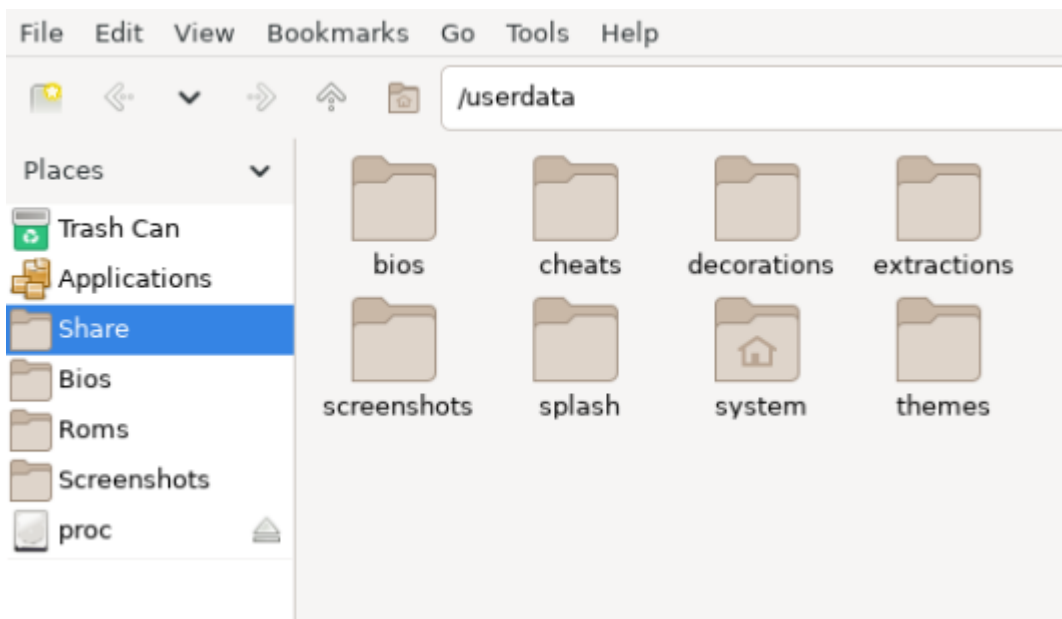 File Edit View Bookmarks Go Tools Help
/userdata
Places
Trash Can
Applications
Share
Bios
Roms
Screenshots
proc
bios cheats decorations extractions
screenshots splash system themes